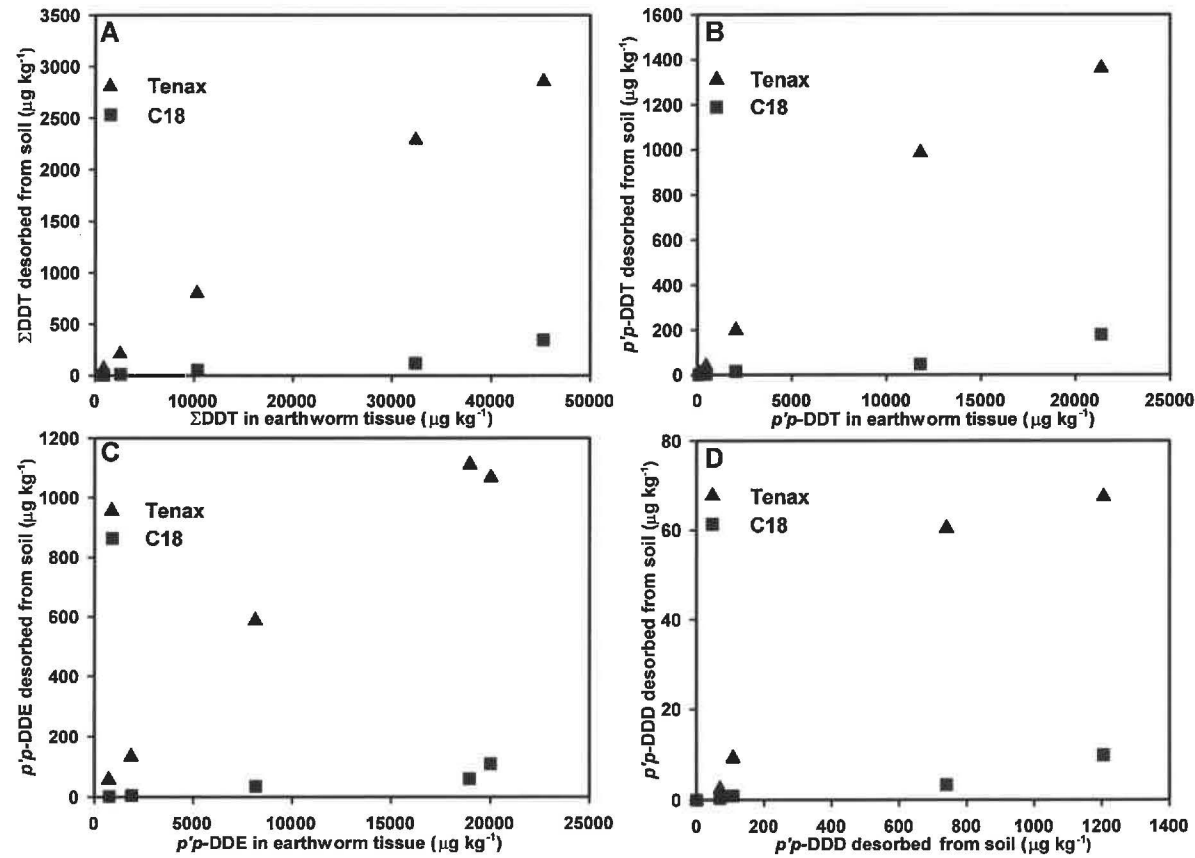 A
Tenax
C18
3500
3000
2500
2000
1500
1000
500
0
ΣDDT desorbed from soil (µg kg⁻¹)
0 10000 20000 30000 40000 50000
ΣDDT in earthworm tissue (µg kg⁻¹)
B
Tenax
C18
1600
1400
1200
1000
800
600
400
200
0
p'p-DDT desorbed from soil (µg kg⁻¹)
0 5000 10000 15000 20000 25000
p'p-DDT in earthworm tissue (µg kg⁻¹)
C
Tenax
C18
1200
1000
800
600
400
200
0
p'p-DDE desorbed from soil (µg kg⁻¹)
0 5000 10000 15000 20000 25000
p'p-DDE in earthworm tissue (µg kg⁻¹)
D
Tenax
C18
80
60
40
20
0
p'p-DDD desorbed from soil (µg kg⁻¹)
0 200 400 600 800 1000 1200 1400
p'p-DDD desorbed from soil (µg kg⁻¹)